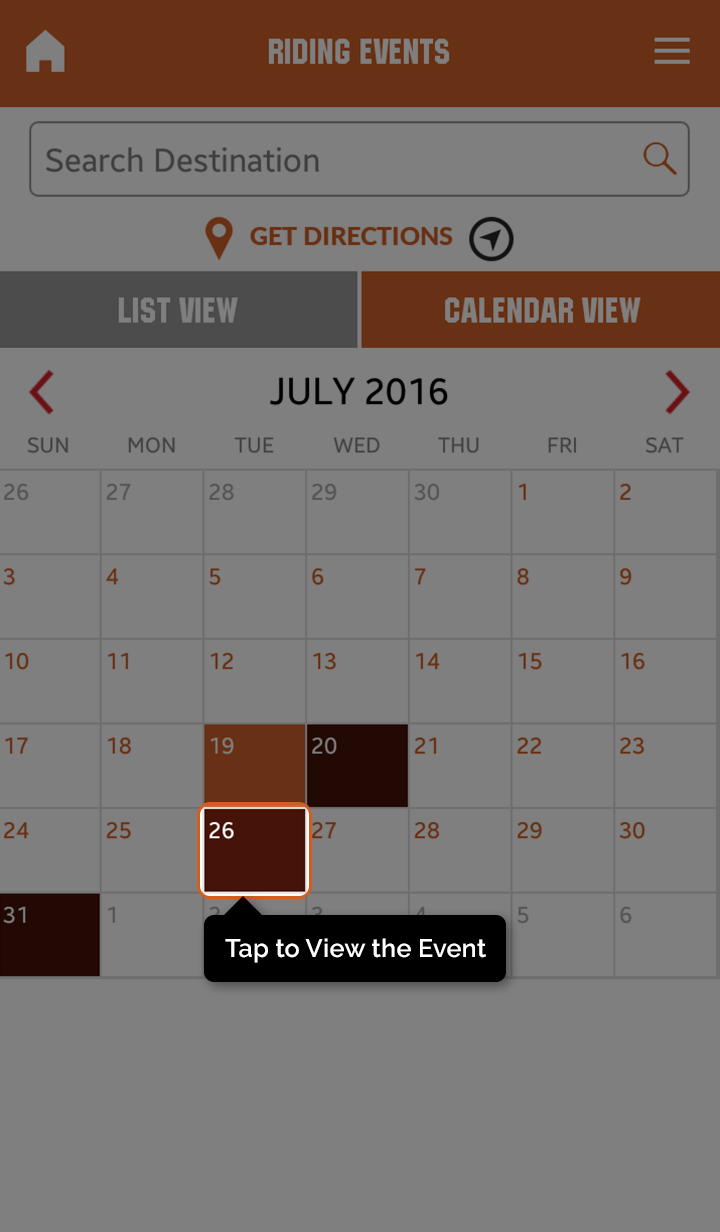 RIDING EVENTS
Search Destination
GET DIRECTIONS
LIST VIEW CALENDAR VIEW
JULY 2016
SUN MON TUE WED THU FRI SAT
26 27 28 29 30 1 2
3 4 5 6 7 8 9
10 11 12 13 14 15 16
17 18 19 20 21 22 23
24 25 26 27 28 29 30
31 1 2 3 4 5 6
Tap to View the Event